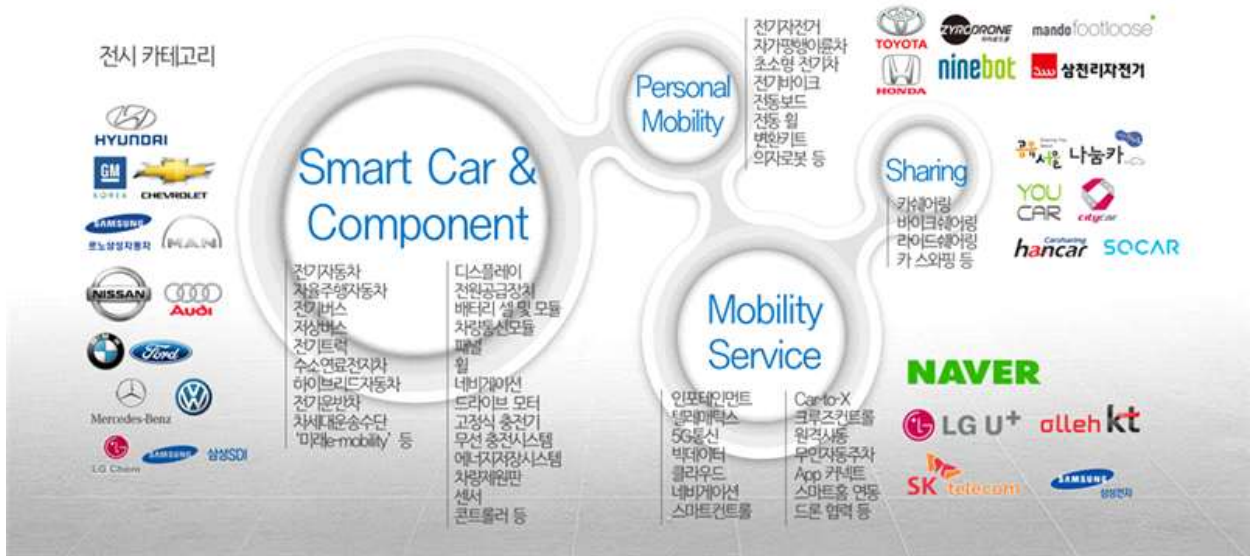 전시 카테고리
HYUNDAI
GM
KOREA
CHEVROLET
SAMSUNG
르노삼성자동차
MAN
NISSAN
Audi
BMW
Ford
Mercedes-Benz
LG Chem
SAMSUNG
삼성SDI
Smart Car &
Component
전기자동차
자율주행자동차
전기버스
저상버스
전기트럭
수소연료전지차
하이브리드자동차
전기운반차
차세대운송수단
'미래e-mobility' 등
디스플레이
전원공급장치
배터리 셀 및 모듈
차량통신모듈
패널
휠
네비게이션
드라이브 모터
고정식 충전기
무선 충전시스템
에너지저장시스템
차량제원판
센서
콘트롤러 등
Personal
Mobility
전기자전거
자가평행이륜차
초소형 전기차
전기바이크
전동보드
전동 휠
변환키트
의자로봇 등
TOYOTA
ZYRODRONE
mando footloose
HONDA
ninebot
삼천리자전거
Sharing
카쉐어링
바이크쉐어링
라이드쉐어링
카 스와핑 등
공유서울
나눔카
YOU
CAR
citycar
Carsharing
hancar
SOCAR
Mobility
Service
인포테인먼트
텔레매틱스
5G통신
빅데이터
클라우드
네비게이션
스마트컨트롤
Car-to-X
크루즈컨트롤
원격시동
무인자동주차
App 커넥트
스마트홈 연동
드론 협력 등
NAVER
LG U+
olleh kt
SK telecom
SAMSUNG
삼성전자